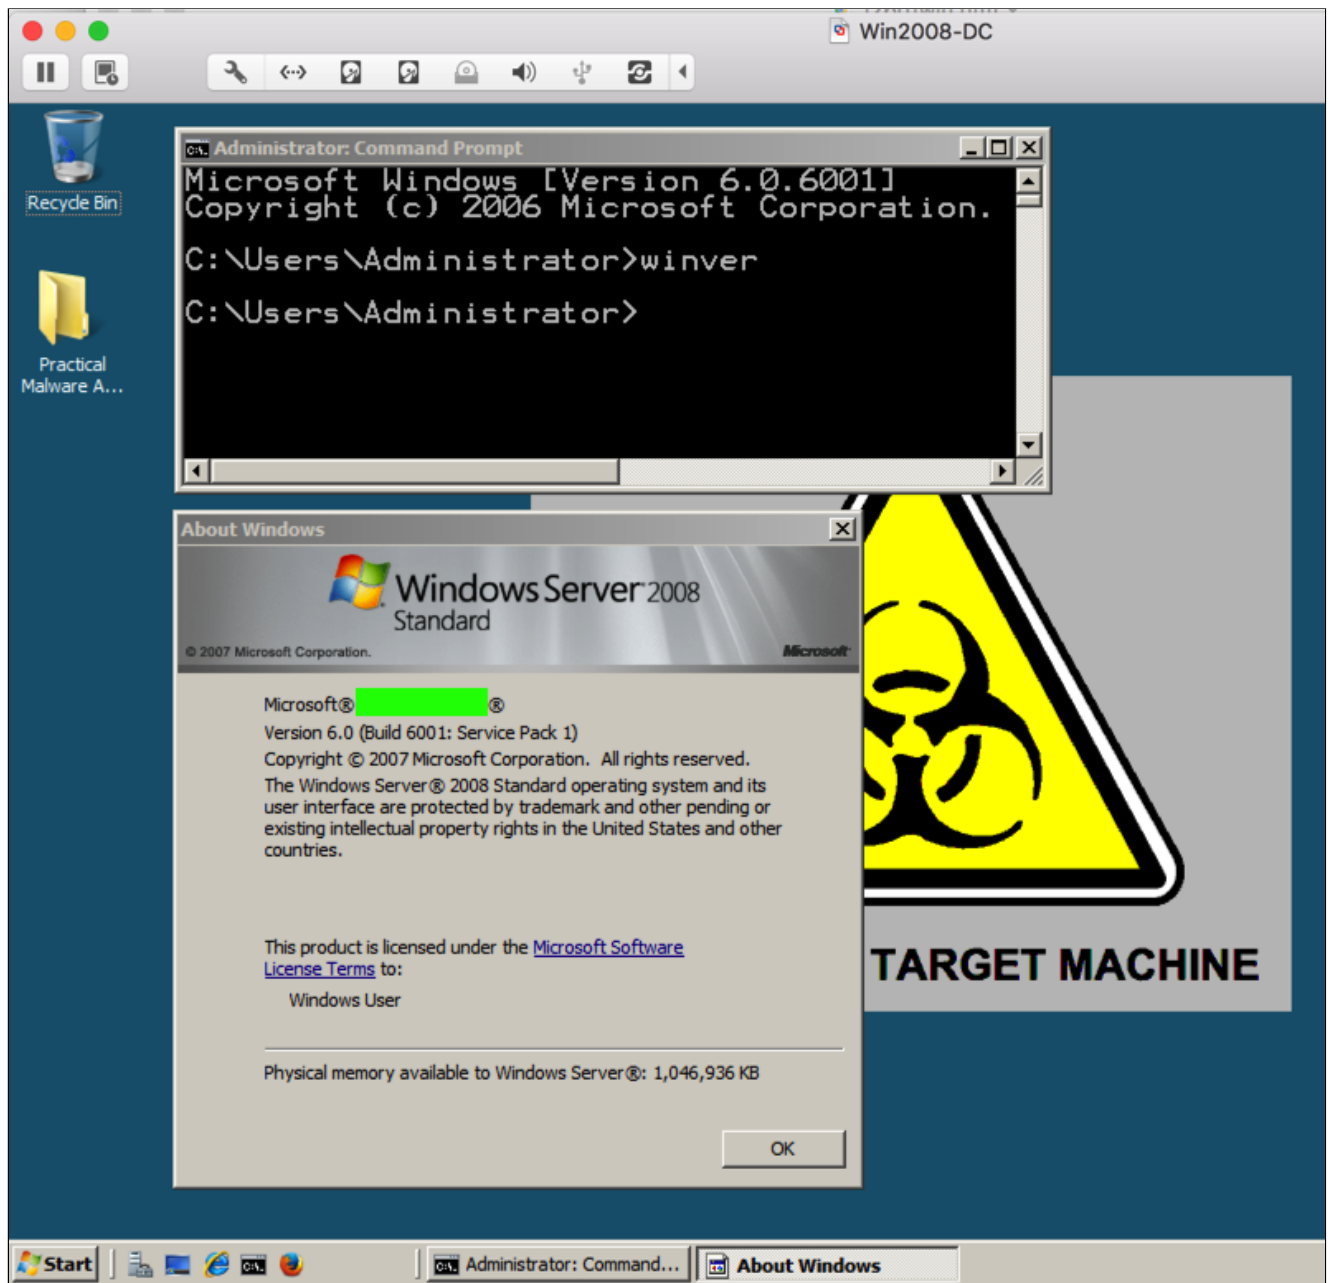 Win2008-DC
Recycle Bin
Practical
Malware A...
Administrator: Command Prompt
Microsoft Windows [Version 6.0.6001]
Copyright (c) 2006 Microsoft Corporation.
C:\Users\Administrator>winver
C:\Users\Administrator>
About Windows
Windows Server® 2008
Standard
© 2007 Microsoft Corporation.
Microsoft®
Microsoft® ®
Version 6.0 (Build 6001: Service Pack 1)
Copyright © 2007 Microsoft Corporation. All rights reserved.
The Windows Server® 2008 Standard operating system and its
user interface are protected by trademark and other pending or
existing intellectual property rights in the United States and other
countries.
This product is licensed under the Microsoft Software
License Terms to:
Windows User
Physical memory available to Windows Server®: 1,046,936 KB
OK
TARGET MACHINE
Start
Administrator: Command...
About Windows